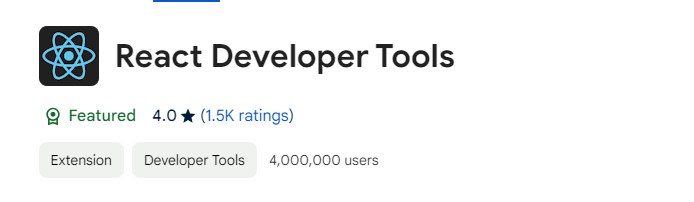 React Developer Tools
Featured 4.0 ★ (1.5K ratings)
Extension Developer Tools 4,000,000 users